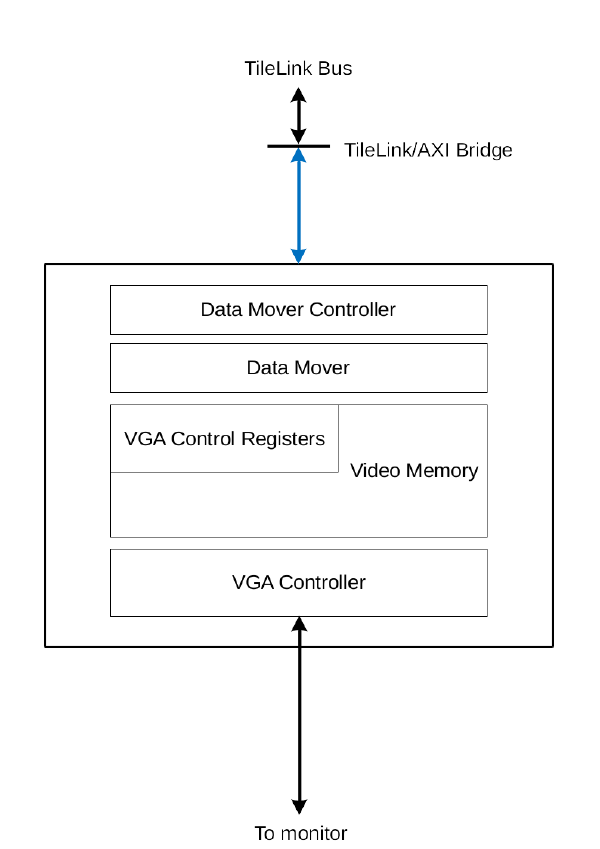 TileLink Bus
TileLink/AXI Bridge
Data Mover Controller
Data Mover
VGA Control Registers
Video Memory
VGA Controller
To monitor